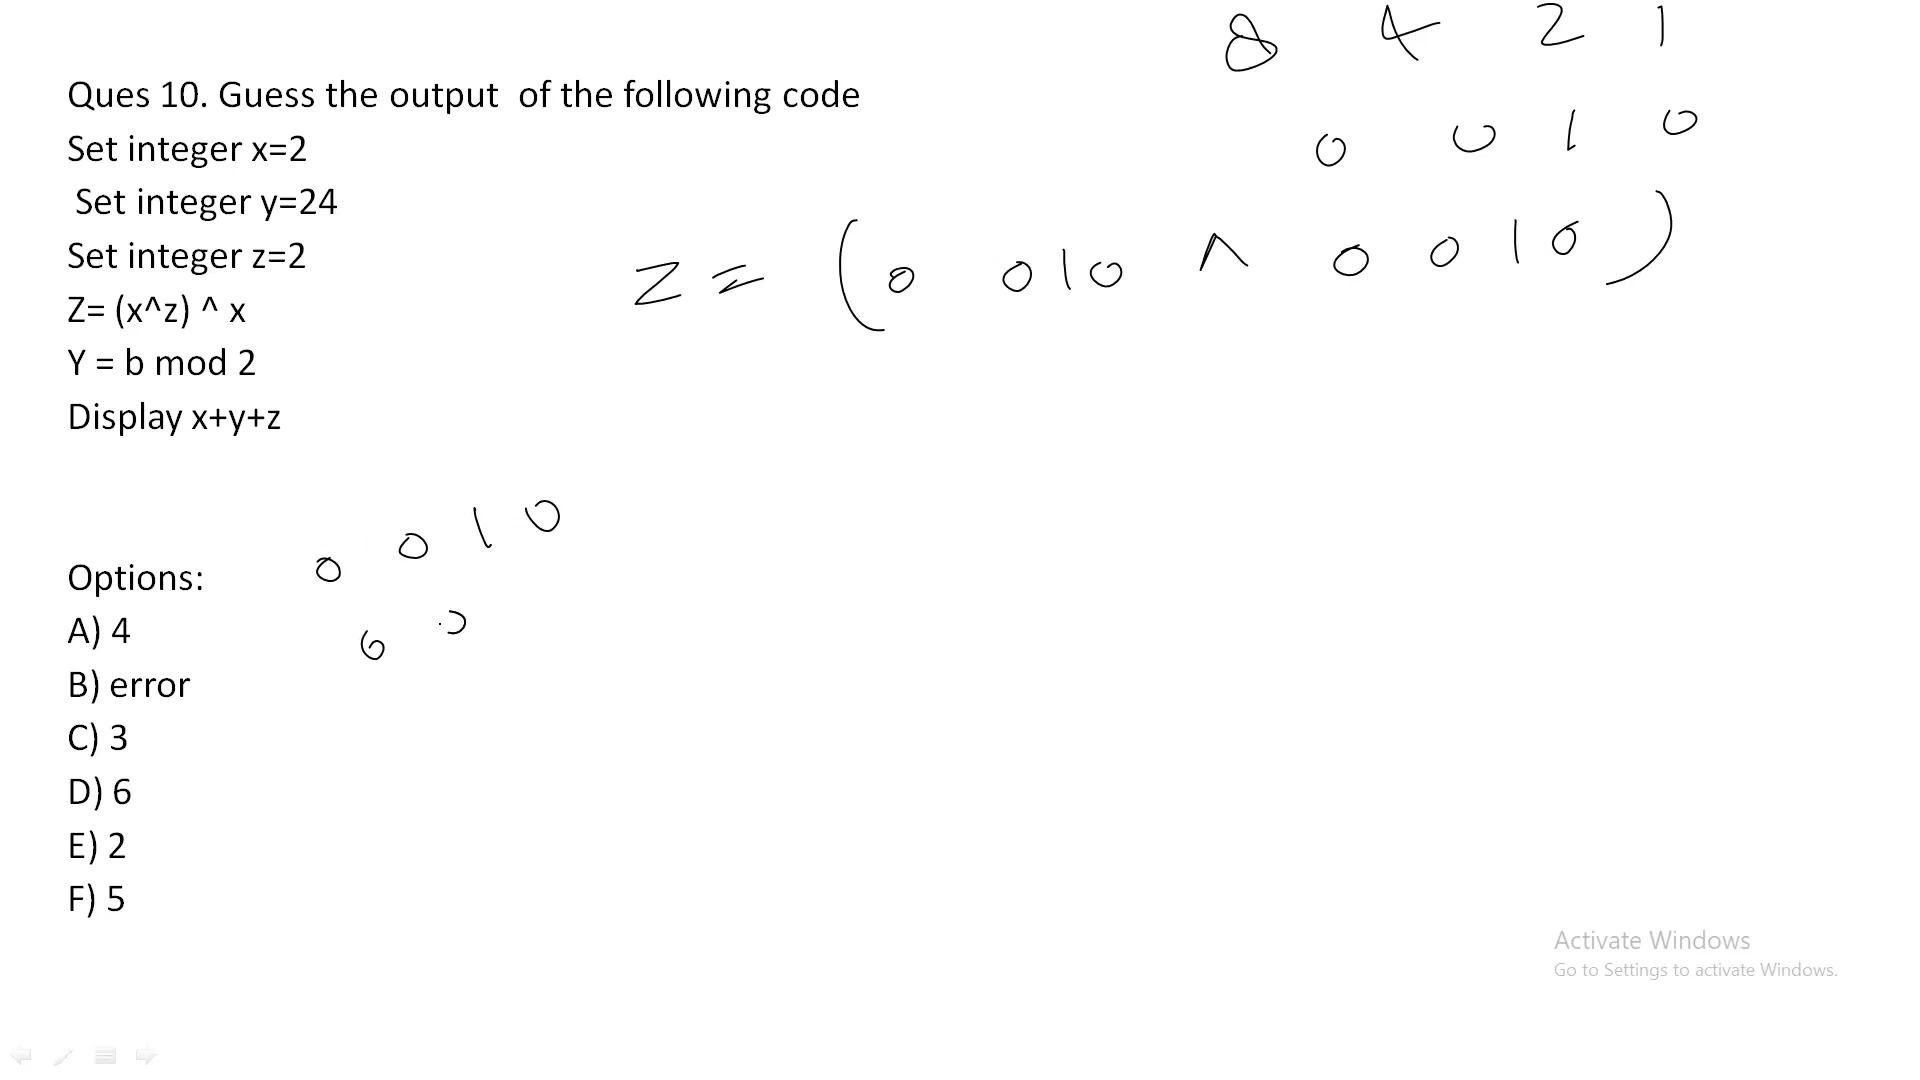 8 4 2 1
Ques 10. Guess the output of the following code
0 0 1 0
Set integer x=2
Set integer y=24
Set integer z=2
Z = (0 010 ^ 0 0 1 0)
Z= (x^z) ^ x
Y = b mod 2
Display x+y+z
0 0 1 0
Options:
A) 4
B) error
C) 3
D) 6
E) 2
F) 5
Activate Windows
Go to Settings to activate Windows.